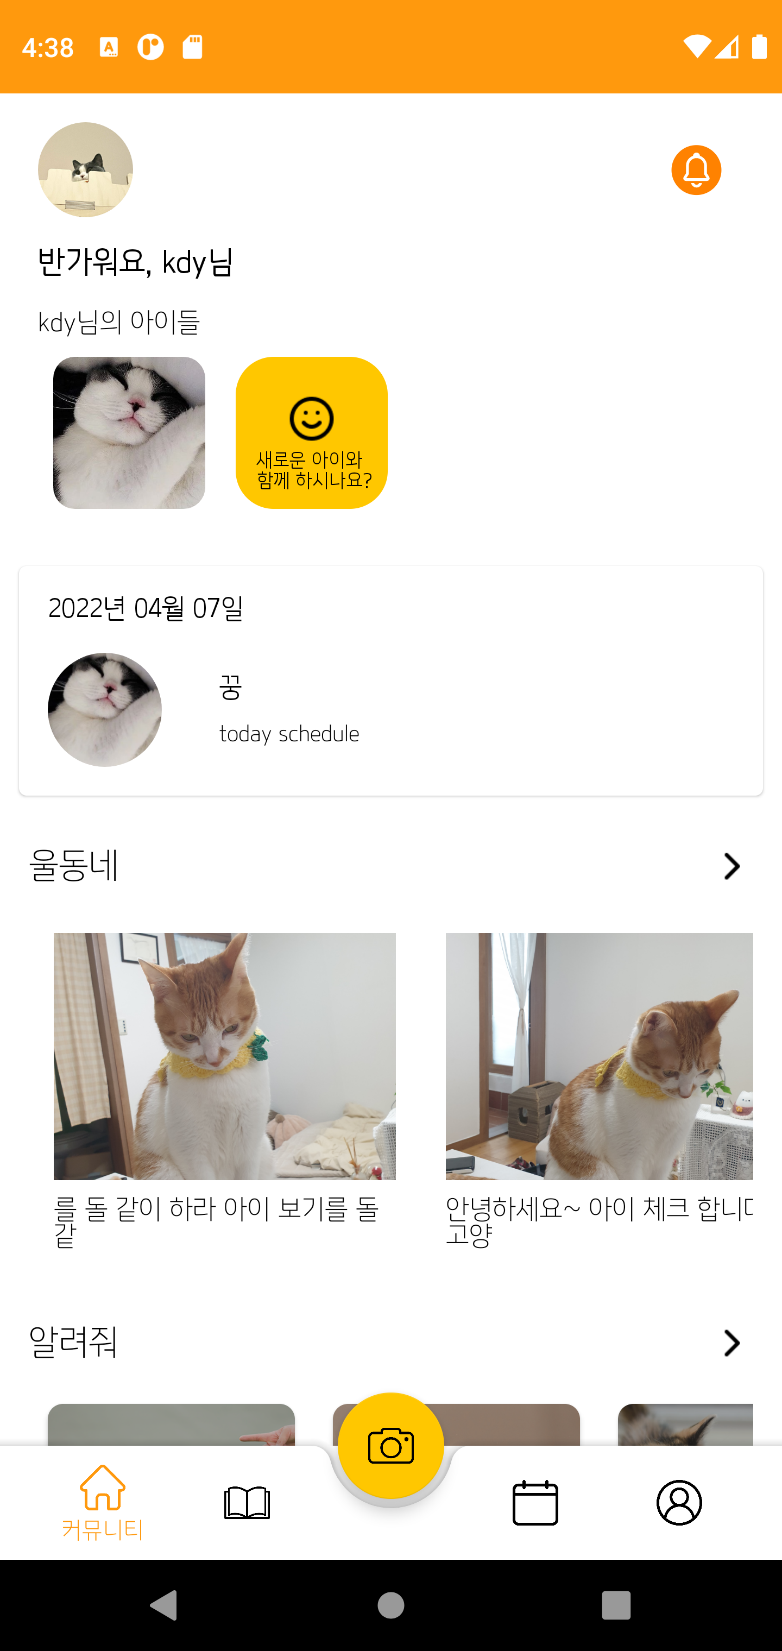 4:38
반가워요, kdy님
kdy님의 아이들
새로운 아이와
함께 하시나요?
2022년 04월 07일
꿍
today schedule
울동네
를 돌 같이 하라 아이 보기를 돌
같
안녕하세요~ 아이 체크 합니다
고양
알려줘
커뮤니티